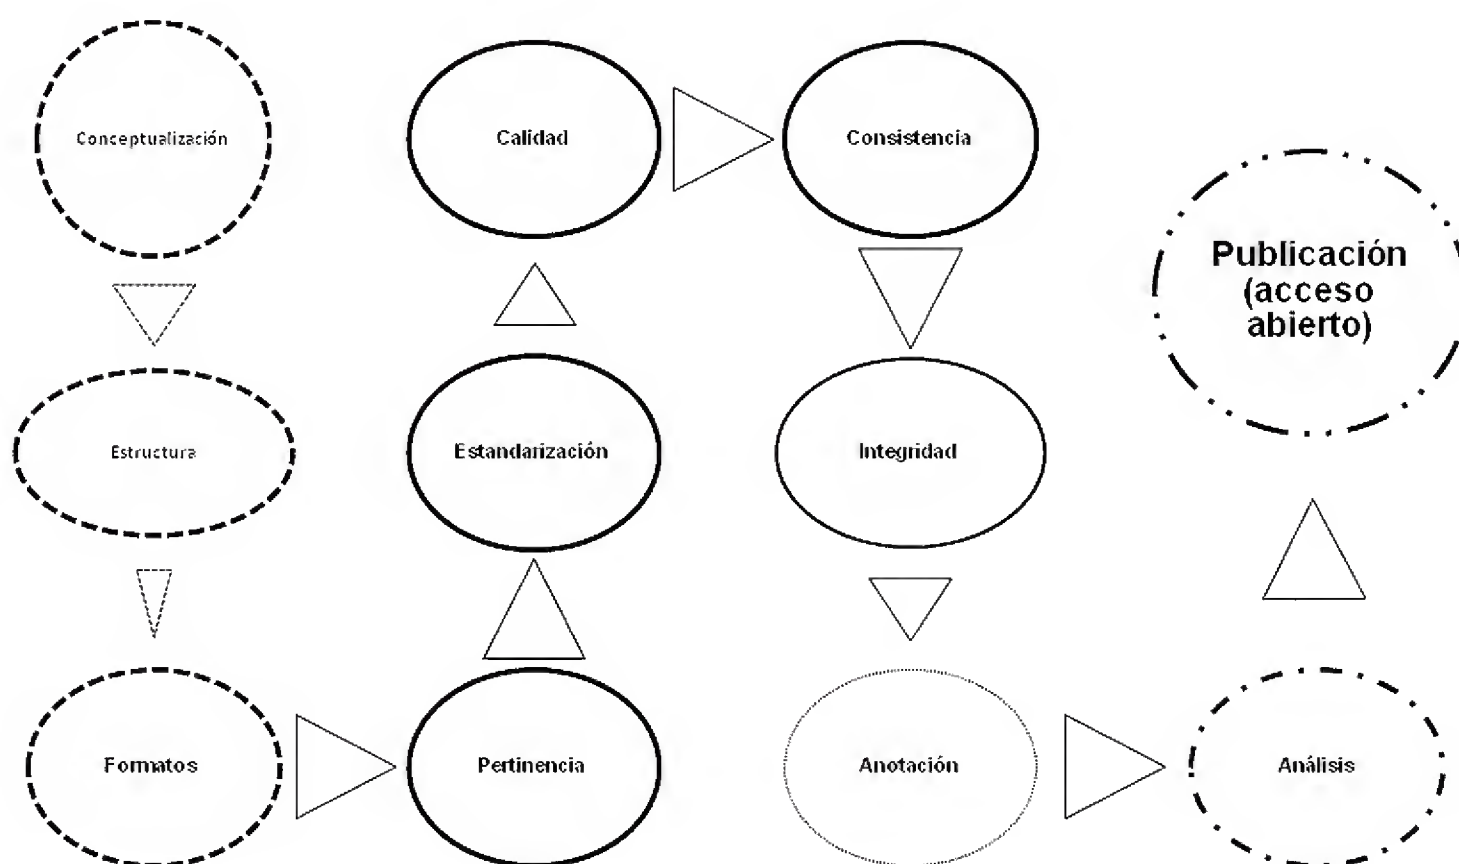 Conceptualización
Estructura
Formatos
Pertinencia
Estandarización
Calidad
Consistencia
Integridad
Anotación
Análisis
Publicación
(acceso
abierto)